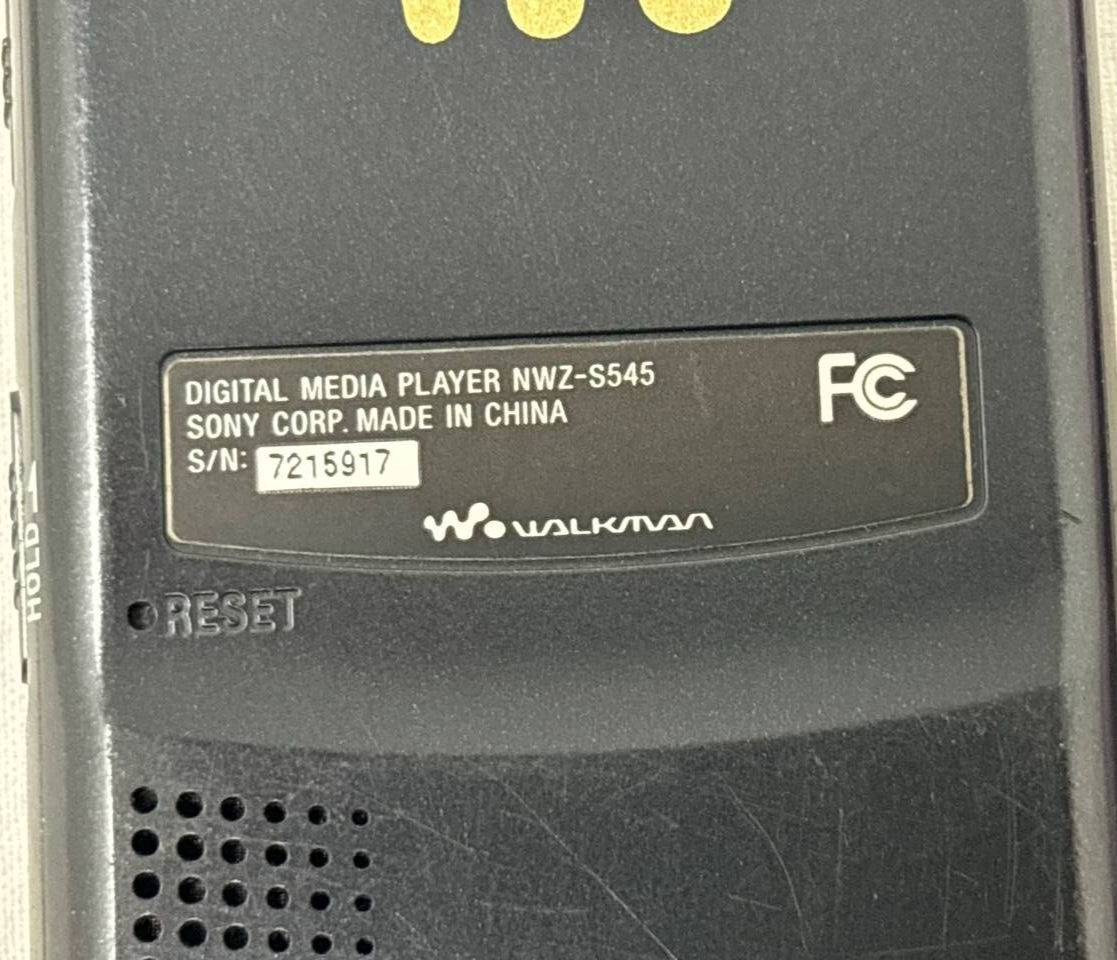 DIGITAL MEDIA PLAYER NWZ-S545
SONY CORP. MADE IN CHINA
S/N: 7215917
FC
WALKMAN
RESET
HOLD